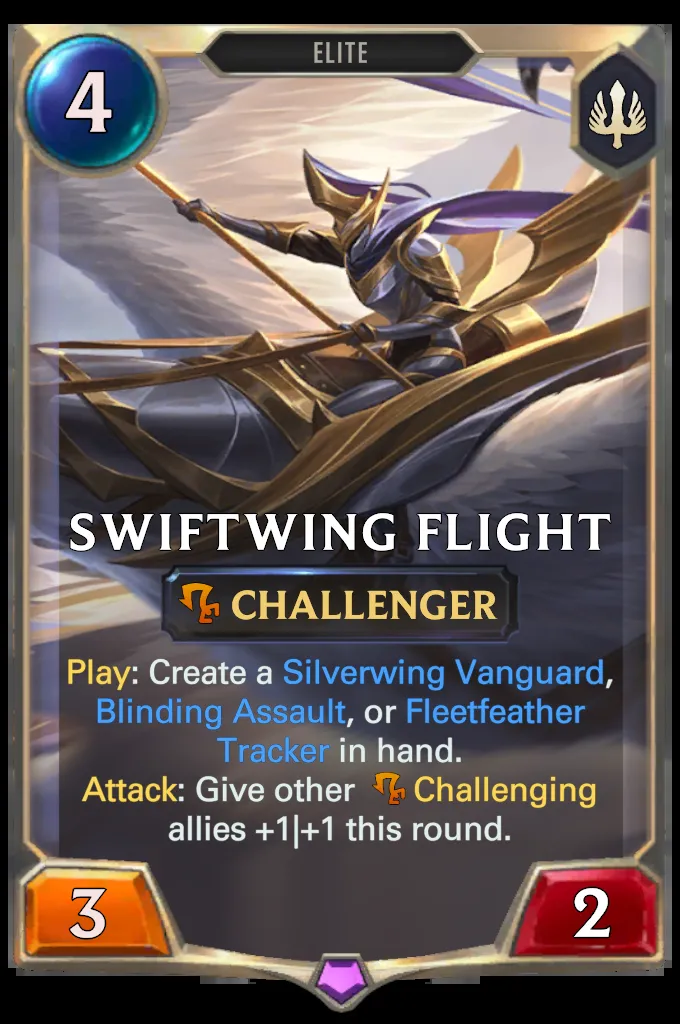 ELITE
4
SWIFTWING FLIGHT
CHALLENGER
Play: Create a Silverwing Vanguard,
Blinding Assault, or Fleetfeather
Tracker in hand.
Attack: Give other Challenging
allies +1|+1 this round.
3
2